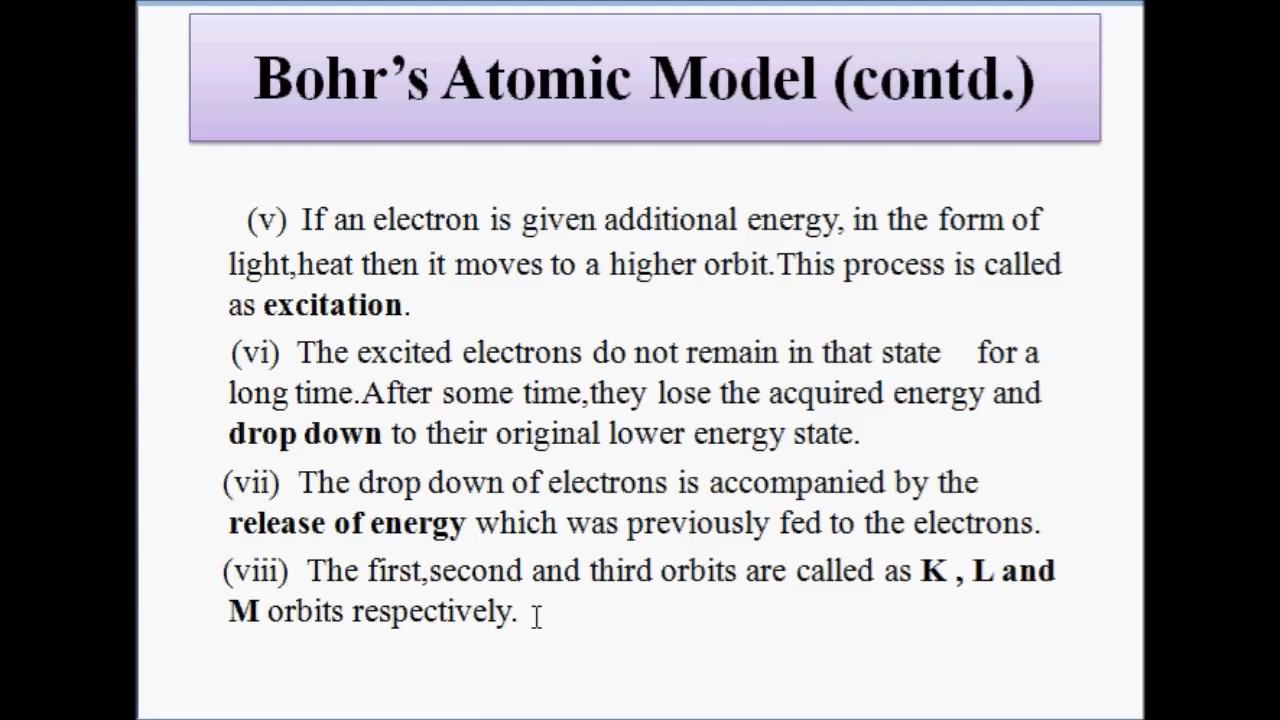 Bohr’s Atomic Model (contd.)
(v) If an electron is given additional energy, in the form of
light,heat then it moves to a higher orbit.This process is called
as excitation.
(vi) The excited electrons do not remain in that state for a
long time.After some time,they lose the acquired energy and
drop down to their original lower energy state.
(vii) The drop down of electrons is accompanied by the
release of energy which was previously fed to the electrons.
(viii) The first,second and third orbits are called as K , L and
M orbits respectively.